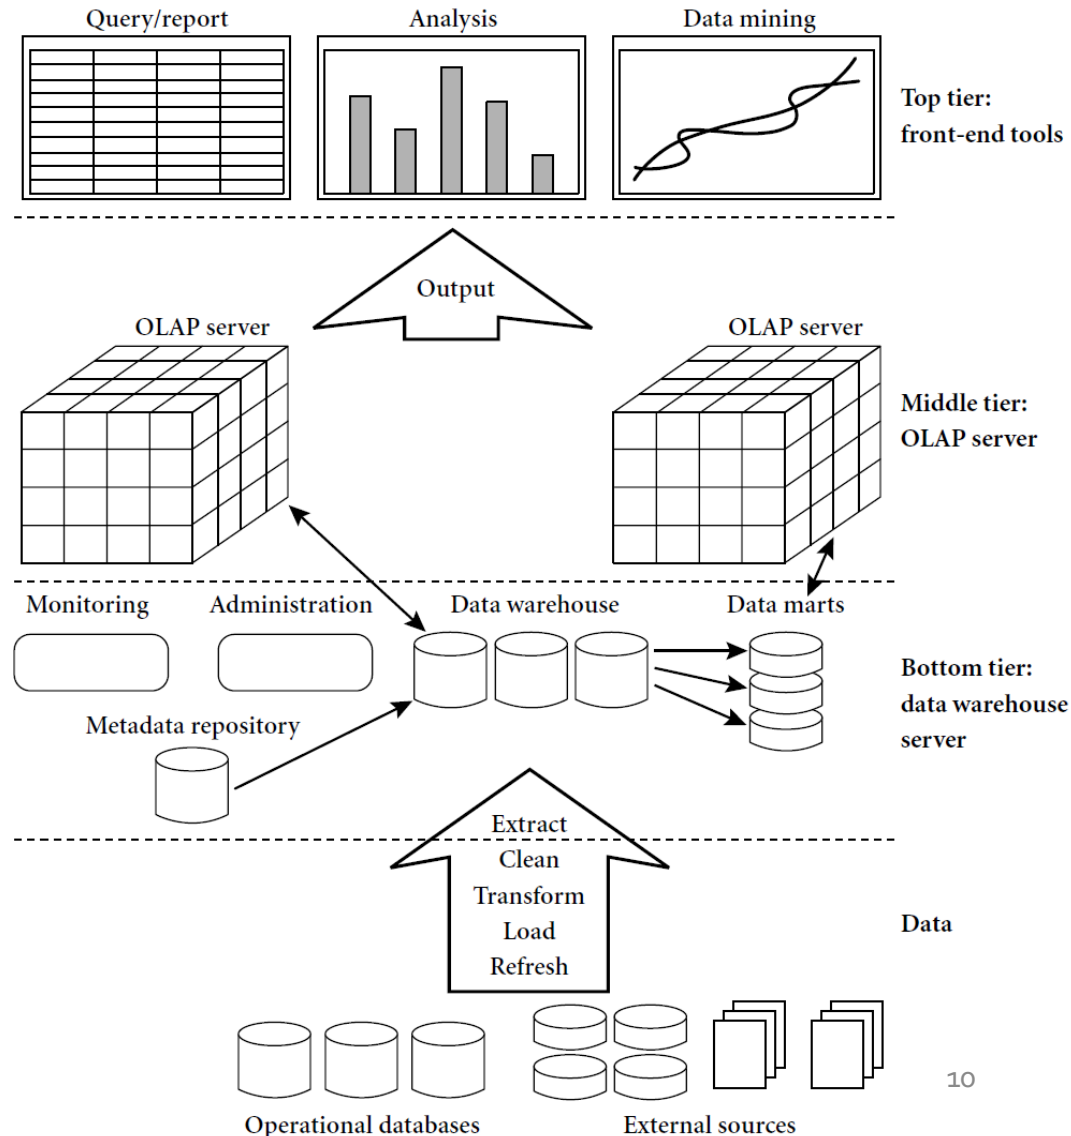 Query/report
Analysis
Data mining
Top tier:
front-end tools
Output
OLAP server
OLAP server
Middle tier:
OLAP server
Monitoring
Administration
Data warehouse
Data marts
Bottom tier:
data warehouse
server
Metadata repository
Extract
Clean
Transform
Load
Refresh
Data
10
Operational databases
External sources